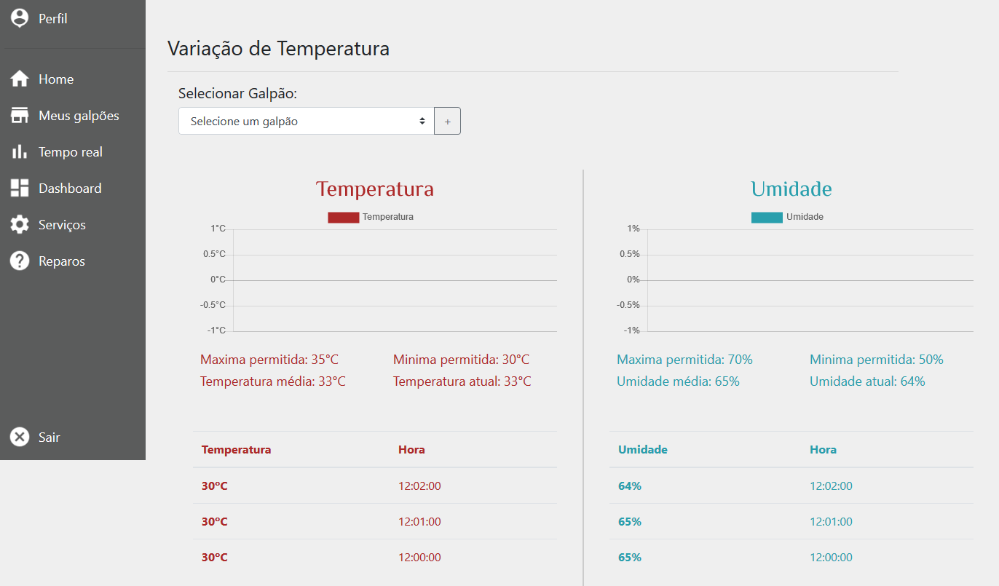 Perfil
Home
Meus galpões
Tempo real
Dashboard
Serviços
Reparos
Sair
Variação de Temperatura
Selecionar Galpão:
Selecione um galpão +
Temperatura
Temperatura
1°C
0.5°C
0°C
-0.5°C
-1°C
Maxima permitida: 35°C Minima permitida: 30°C
Temperatura média: 33°C Temperatura atual: 33°C
Temperatura Hora
30ºC 12:02:00
30ºC 12:01:00
30ºC 12:00:00
Umidade
Umidade
1%
0.5%
0%
-0.5%
-1%
Maxima permitida: 70% Minima permitida: 50%
Umidade média: 65% Umidade atual: 64%
Umidade Hora
64% 12:02:00
65% 12:01:00
65% 12:00:00